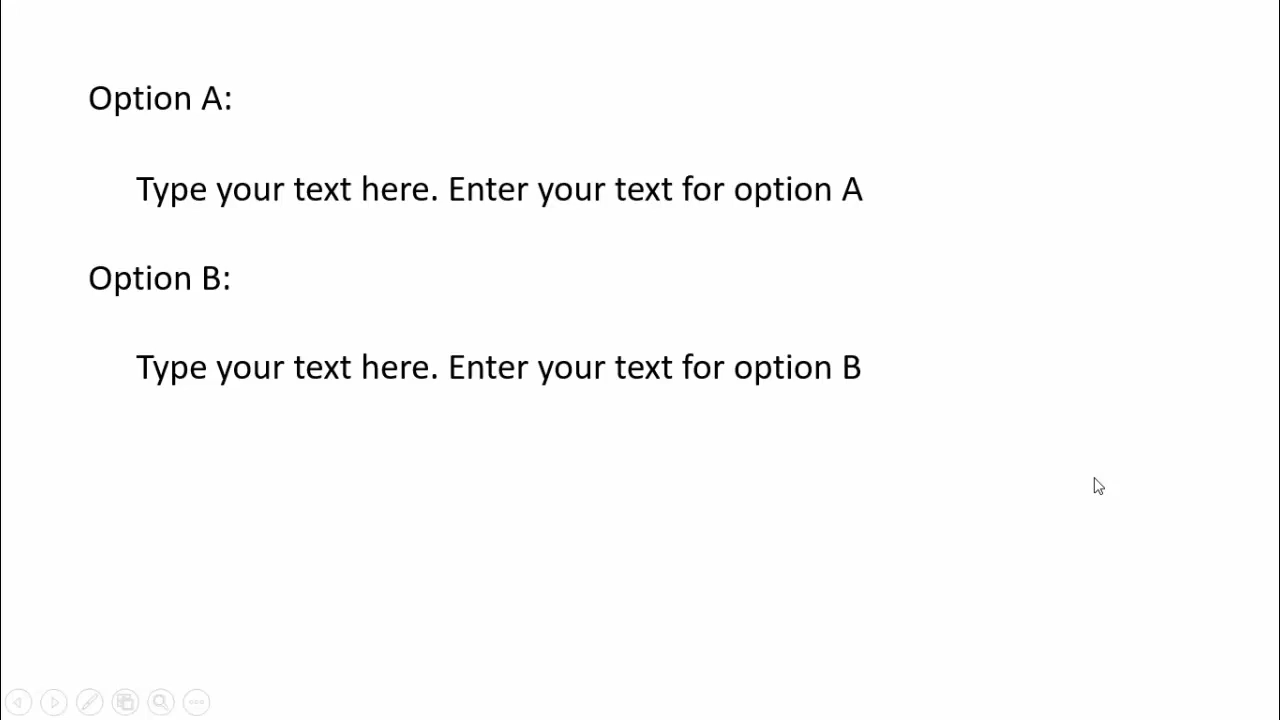 Option A:
Type your text here. Enter your text for option A
Option B:
Type your text here. Enter your text for option B